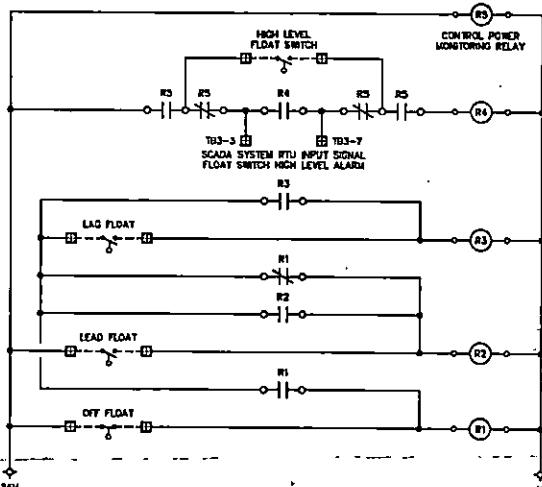 R5
CONTROL POWER
MONITORING RELAY
HIGH LEVEL
FLOAT SWITCH
R5 R5 R4 R5 R5
R4
TB3-3 TB3-7
SCADA SYSTEM RTU INPUT SIGNAL
FLOAT SWITCH HIGH LEVEL ALARM
R3
LAG FLOAT
R3
R1
R2
LEAD FLOAT
R2
R1
OFF FLOAT
R1